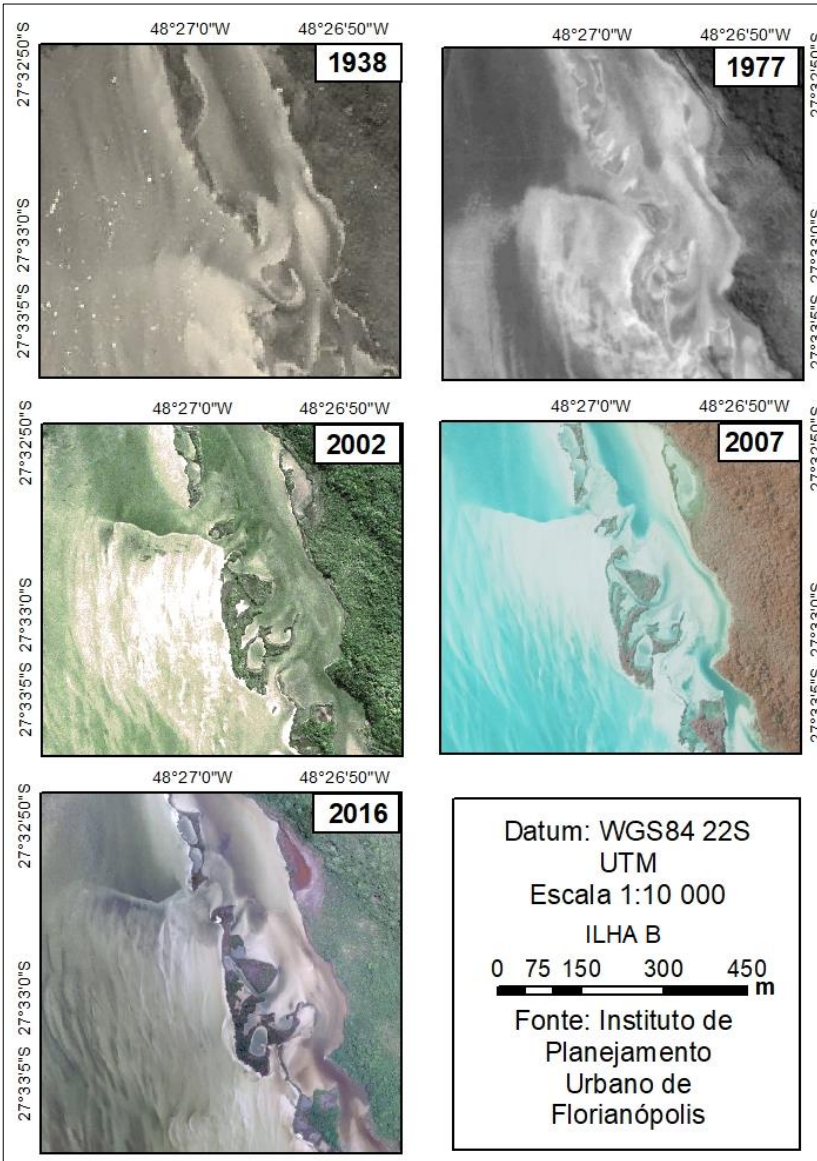 48°27'0"W 48°26'50"W
27°32'50"S
27°33'0"S
27°33'5"S
1938
48°27'0"W 48°26'50"W
1977
27°32'50"S
27°33'0"S
27°33'5"S
48°27'0"W 48°26'50"W
27°32'50"S
27°33'0"S
27°33'5"S
2002
48°27'0"W 48°26'50"W
2007
27°32'50"S
27°33'0"S
27°33'5"S
48°27'0"W 48°26'50"W
27°32'50"S
27°33'0"S
27°33'5"S
2016
Datum: WGS84 22S
UTM
Escala 1:10 000
ILHA B
0 75 150 300 450
m
Fonte: Instituto de
Planejamento
Urbano de
Florianópolis